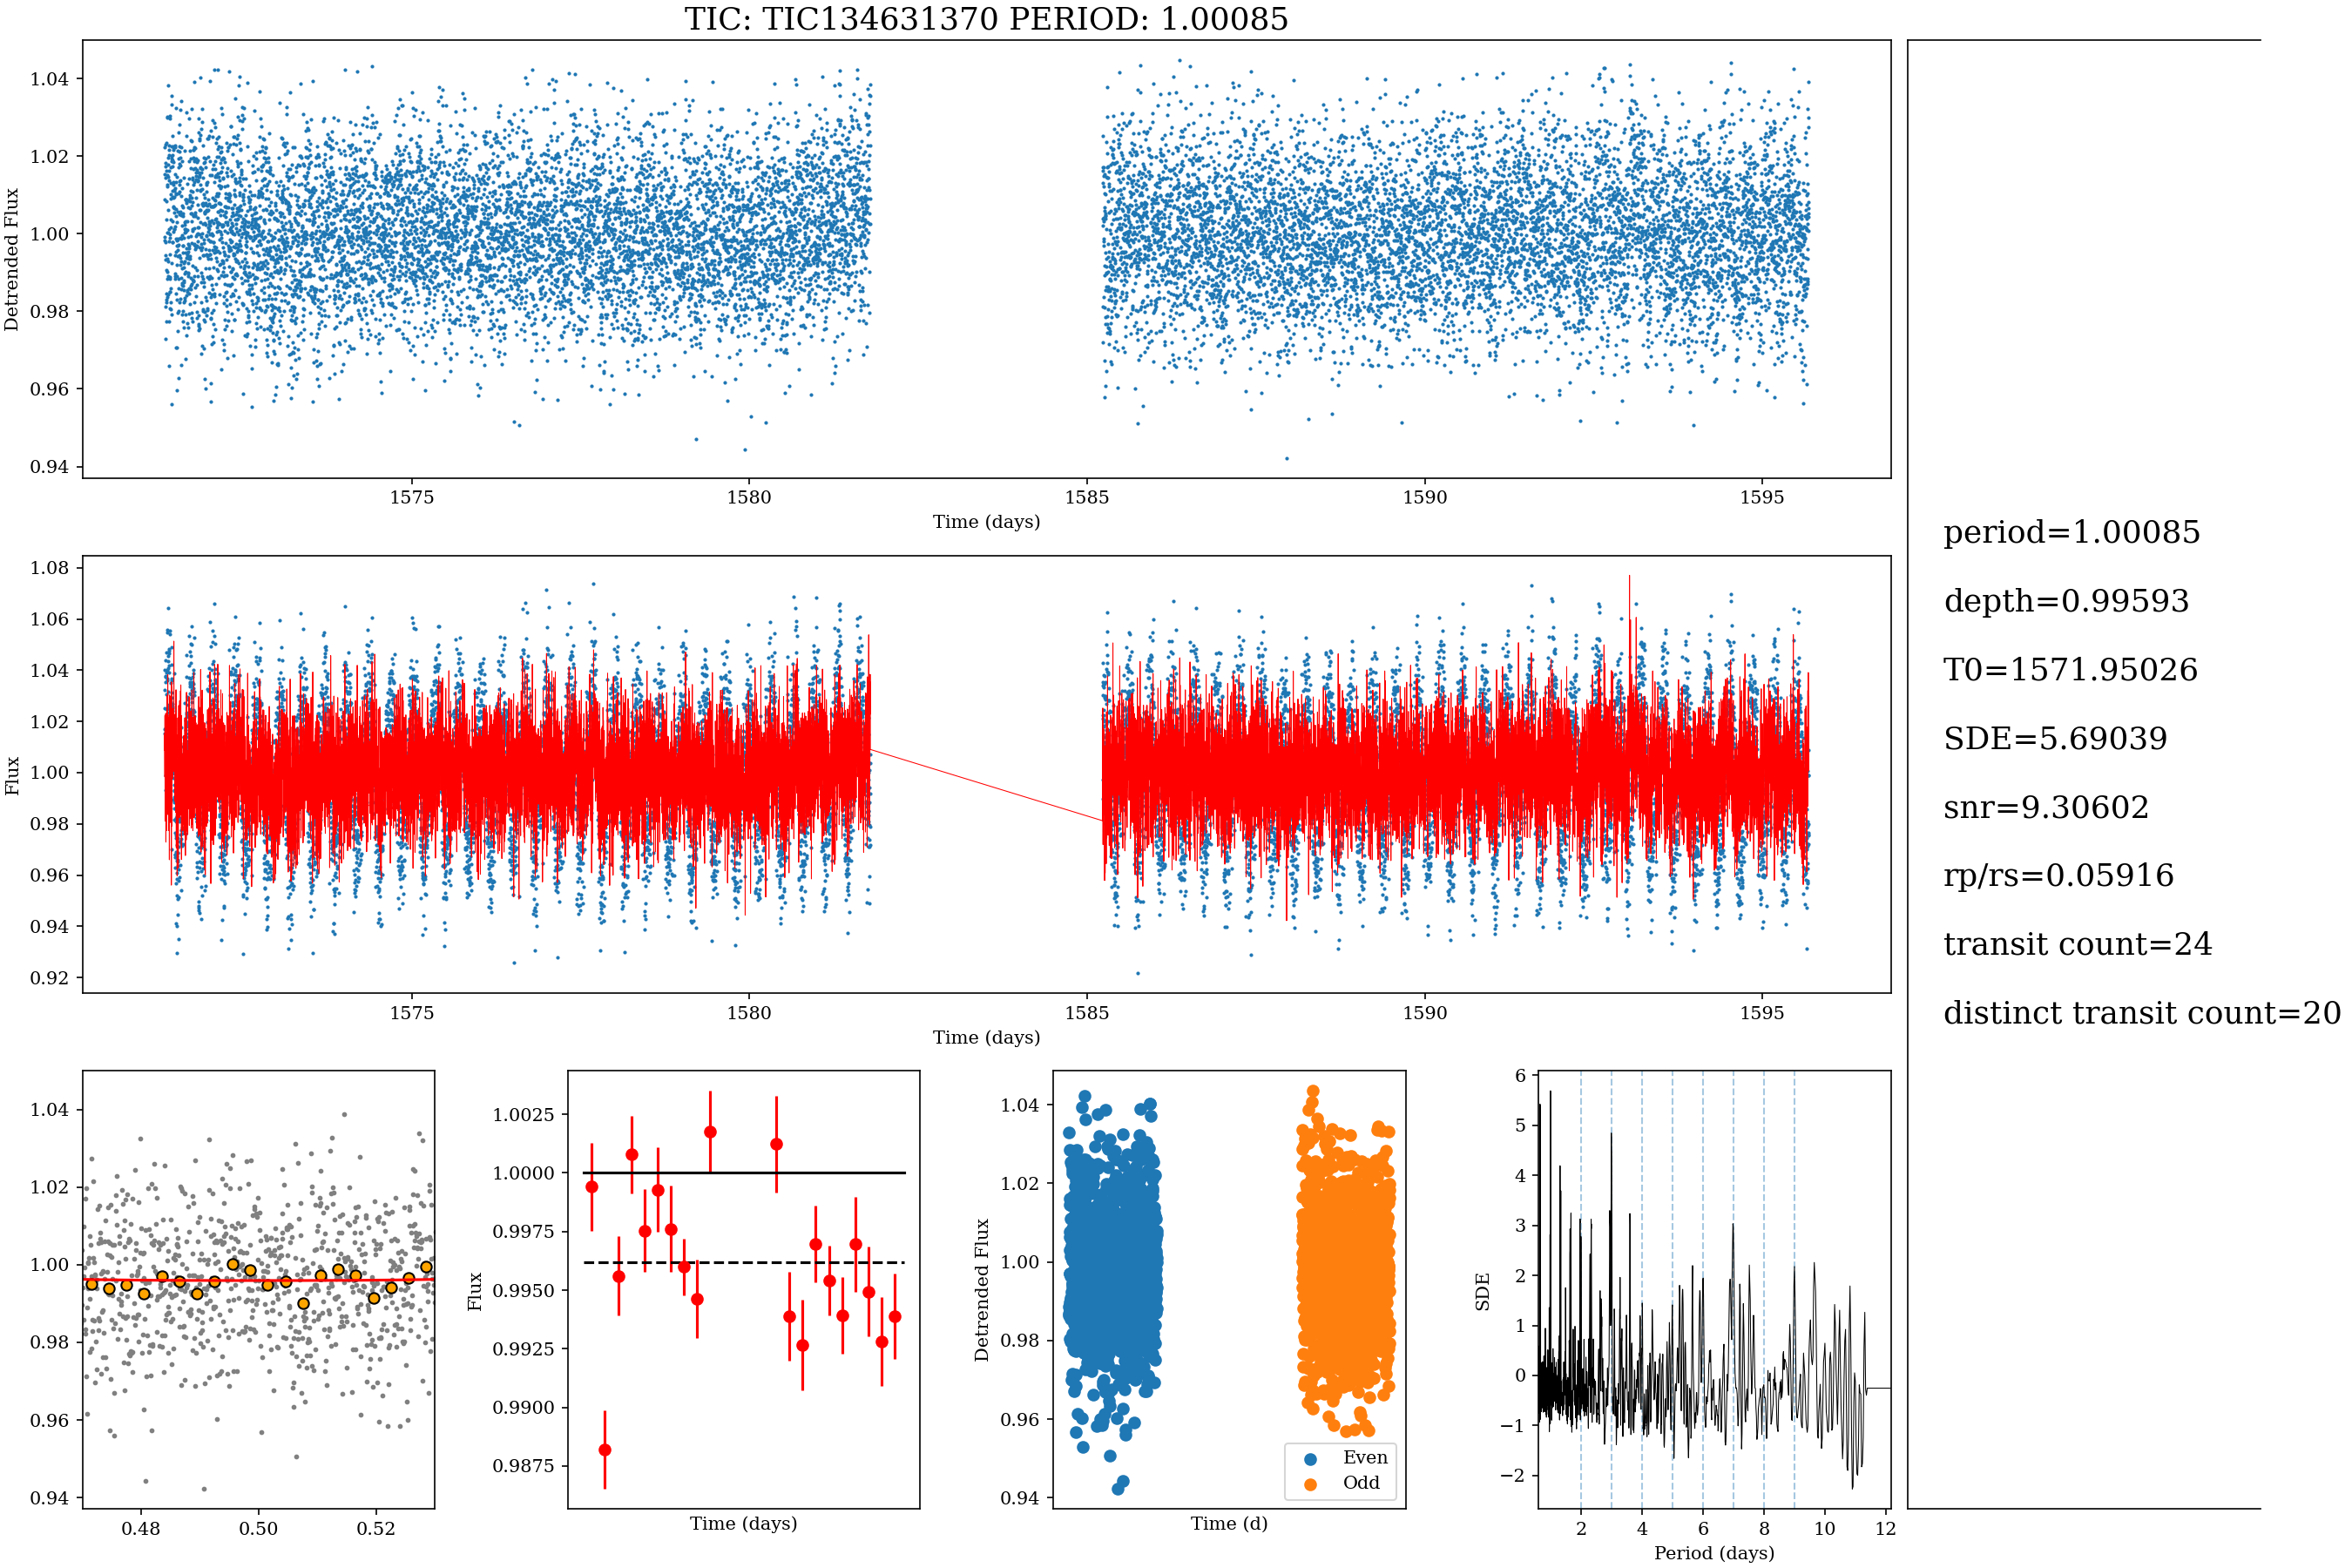 TIC: TIC134631370 PERIOD: 1.00085
1.04
1.02
1.00
0.98
0.96
0.94
Detrended Flux
1575
1580
1585
1590
1595
Time (days)
1.08
1.06
1.04
1.02
1.00
0.98
0.96
0.94
0.92
Flux
1575
1580
1585
1590
1595
Time (days)
period=1.00085
depth=0.99593
T0=1571.95026
SDE=5.69039
snr=9.30602
rp/rs=0.05916
transit count=24
distinct transit count=20
1.04
1.02
1.00
0.98
0.96
0.94
0.48
0.50
0.52
1.0025
1.0000
0.9975
0.9950
0.9925
0.9900
0.9875
Flux
Time (days)
1.04
1.02
1.00
0.98
0.96
0.94
Detrended Flux
Even
Odd
Time (d)
6
5
4
3
2
1
0
−1
−2
SDE
2
4
6
8
10
12
Period (days)